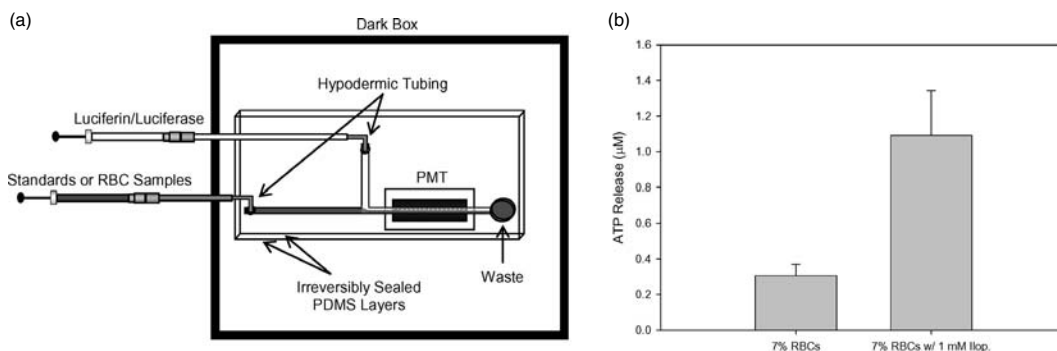 (a)
Dark Box
Hypodermic Tubing
Luciferin/Luciferase
Standards or RBC Samples
PMT
Waste
Irreversibly Sealed
PDMS Layers
(b)
ATP Release (μM)
1.6
1.4
1.2
1.0
0.8
0.6
0.4
0.2
0.0
7% RBCs
7% RBCs w/ 1 mM Ilop.